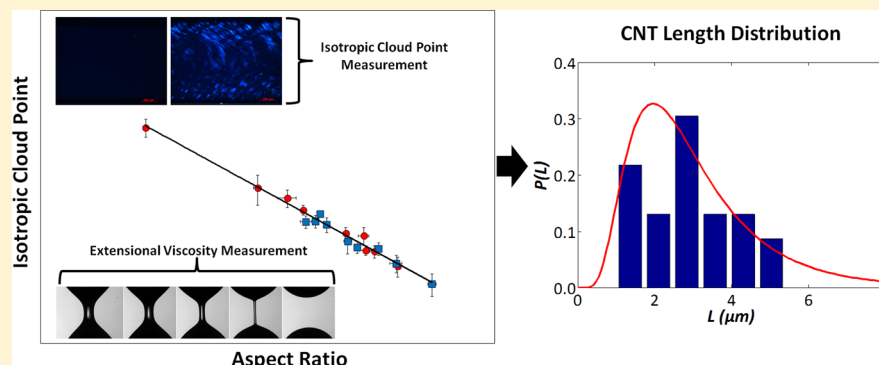 Isotropic Cloud Point
Measurement
Isotropic Cloud Point
Extensional Viscosity Measurement
Aspect Ratio
CNT Length Distribution
0.4
0.3
0.2
0.1
0.0
P(L)
0
2
4
6
L (μm)